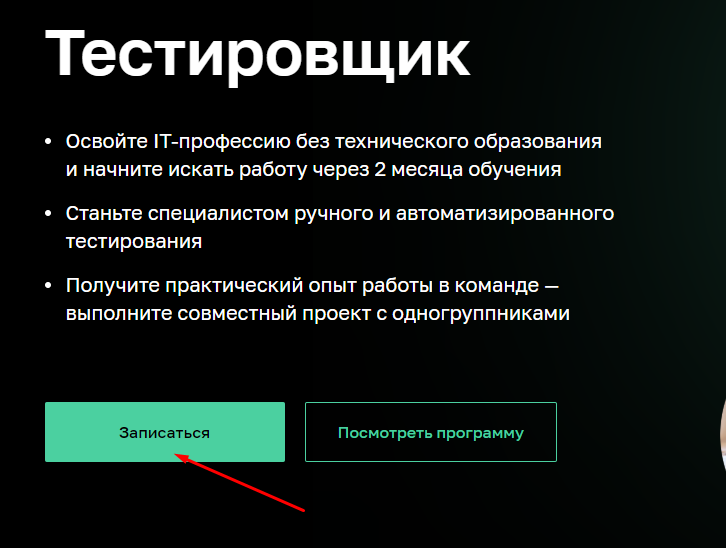 Тестировщик
• Освойте IT-профессию без технического образования
и начните искать работу через 2 месяца обучения
• Станьте специалистом ручного и автоматизированного
тестирования
• Получите практический опыт работы в команде —
выполните совместный проект с одногруппниками
Записаться
Посмотреть программу